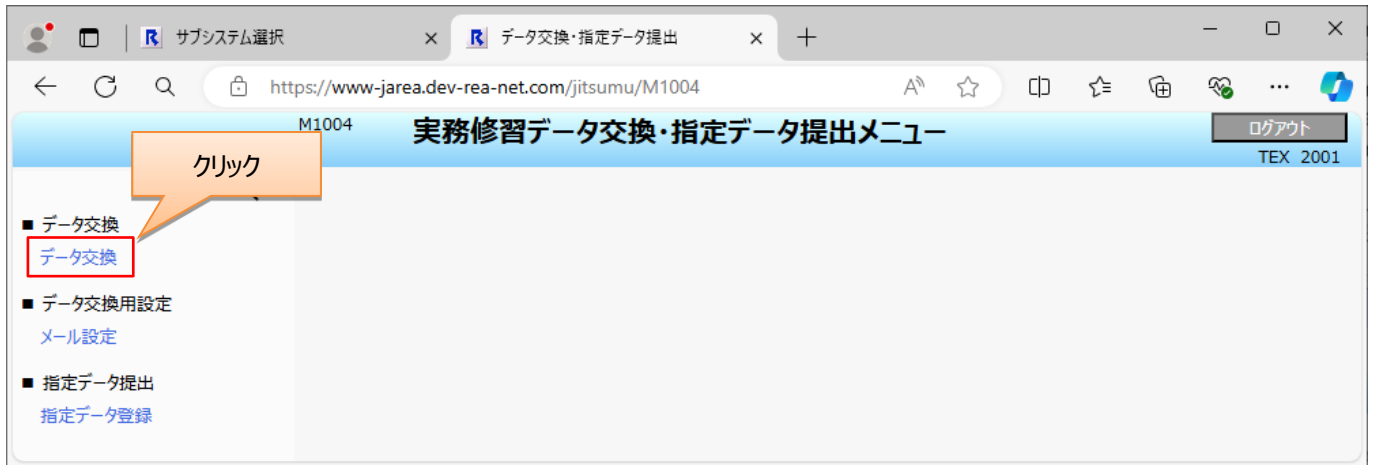 サブシステム選択
データ交換・指定データ提出
https://www-jarea.dev-rea-net.com/jitsumu/M1004
M1004
実務修習データ交換・指定データ提出メニュー
ログアウト
TEX 2001
クリック
■ データ交換
データ交換
■ データ交換用設定
メール設定
■ 指定データ提出
指定データ登録